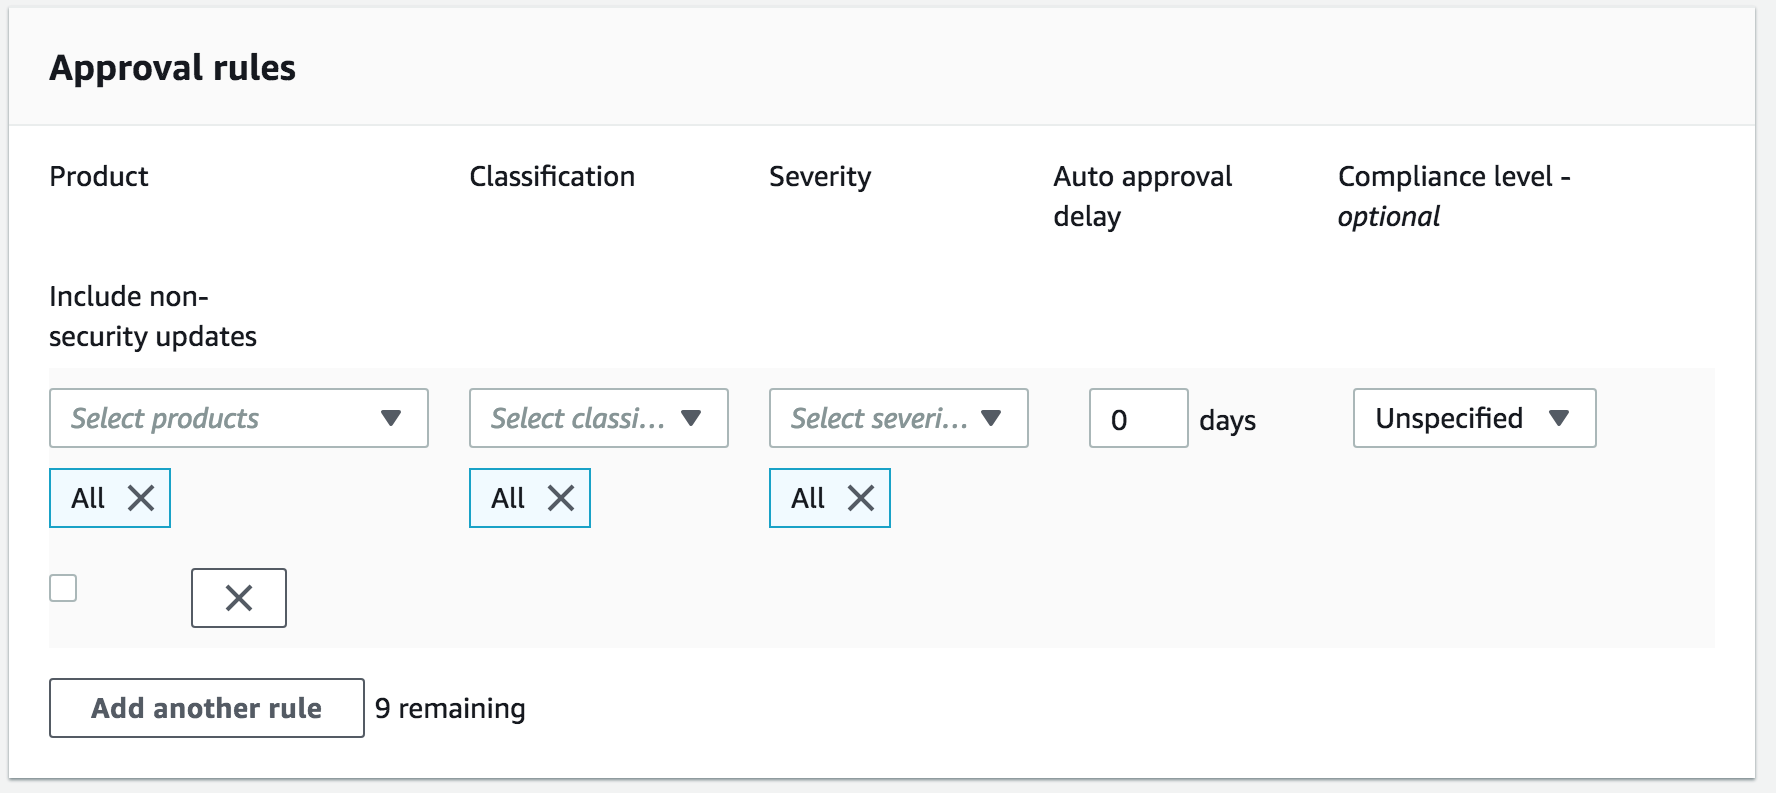 Approval rules
Product Classification Severity Auto approval delay Compliance level - optional
Include non-
security updates
Select products Select classi... Select severi... 0 days Unspecified
All All All
Add another rule 9 remaining